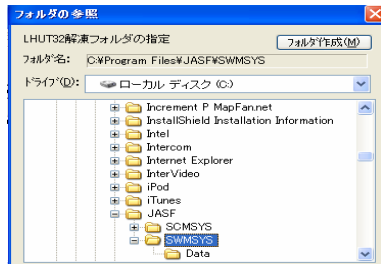 フォルダの参照
LHUT32解凍フォルダの指定
フォルダ作成(M)
フォルダ名: C:¥Program Files¥JASF¥SWMSYS
ドライブ(D): ローカル ディスク (C:)
Increment P MapFan.net
InstallShield Installation Information
Intel
Intercom
Internet Explorer
InterVideo
iPod
iTunes
JASF
SCMSYS
SWMSYS
Data